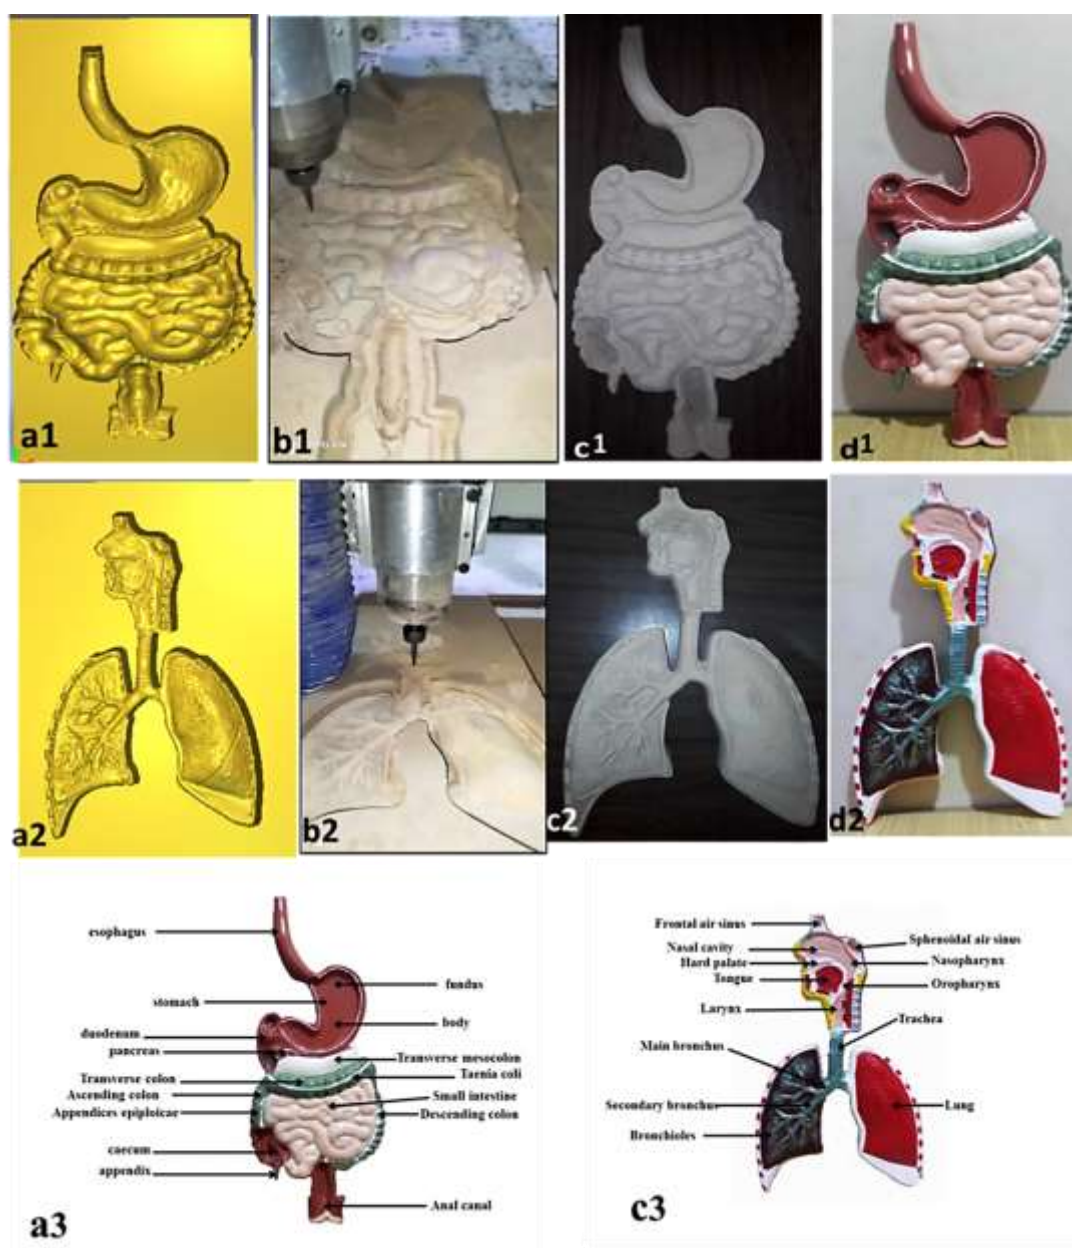 a1
b1
c1
d1
a2
b2
c2
d2
esophagus
fundus
stomach
body
duodenum
pancreas
Transverse mesocolon
Taenia coli
Transverse colon
Ascending colon
Small intestine
Appendices epiploicae
Descending colon
caecum
appendix
Anal canal
a3
Frontal air sinus
Sphenoidal air sinus
Nasal cavity
Nasopharynx
Hard palate
Tongue
Oropharynx
Larynx
Trachea
Main bronchus
Secondary bronchus
Lung
Bronchioles
c3